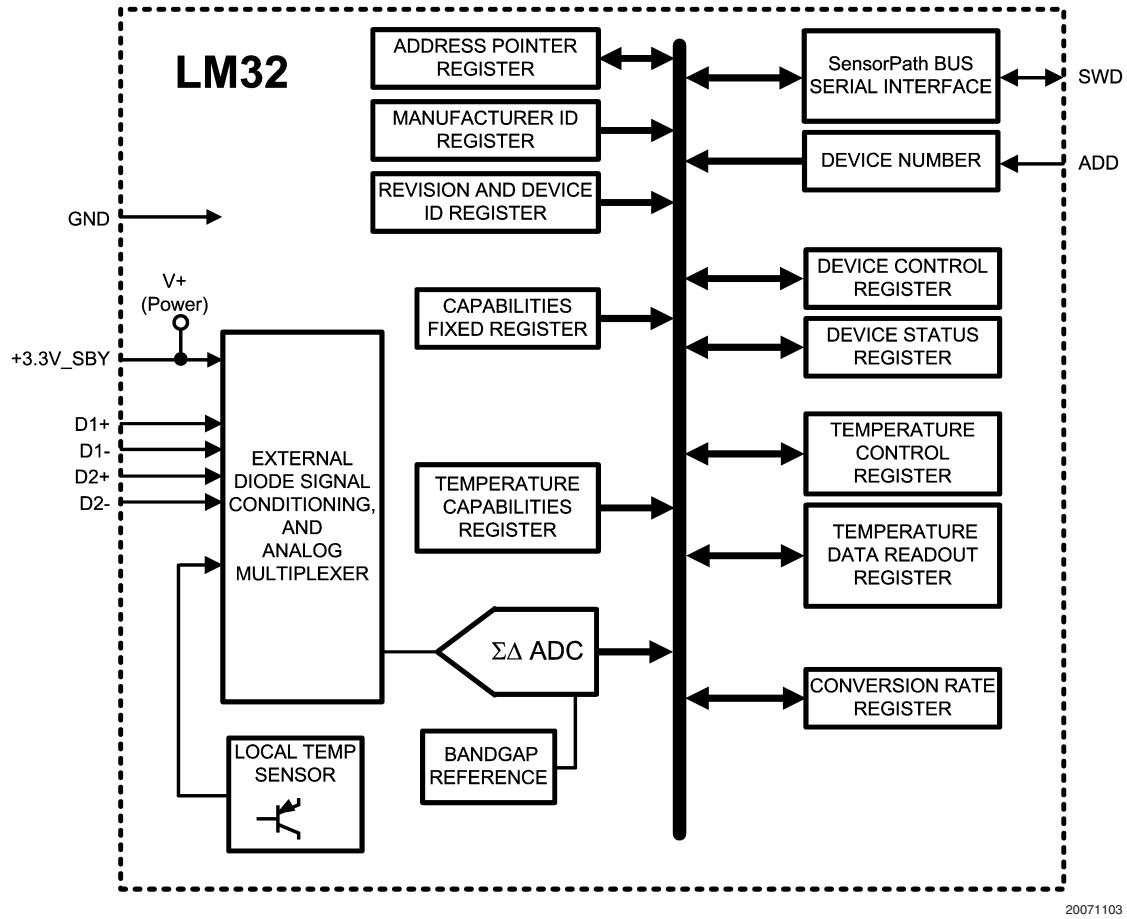 LM32
ADDRESS POINTER
REGISTER
MANUFACTURER ID
REGISTER
REVISION AND DEVICE
ID REGISTER
SensorPath BUS
SERIAL INTERFACE
SWD
DEVICE NUMBER
ADD
GND
V+
(Power)
+3.3V_SBY
D1+
D1-
D2+
D2-
EXTERNAL
DIODE SIGNAL
CONDITIONING,
AND
ANALOG
MULTIPLEXER
CAPABILITIES
FIXED REGISTER
TEMPERATURE
CAPABILITIES
REGISTER
DEVICE CONTROL
REGISTER
DEVICE STATUS
REGISTER
TEMPERATURE
CONTROL
REGISTER
TEMPERATURE
DATA READOUT
REGISTER
ΣΔ ADC
CONVERSION RATE
REGISTER
LOCAL TEMP
SENSOR
BANDGAP
REFERENCE
20071103